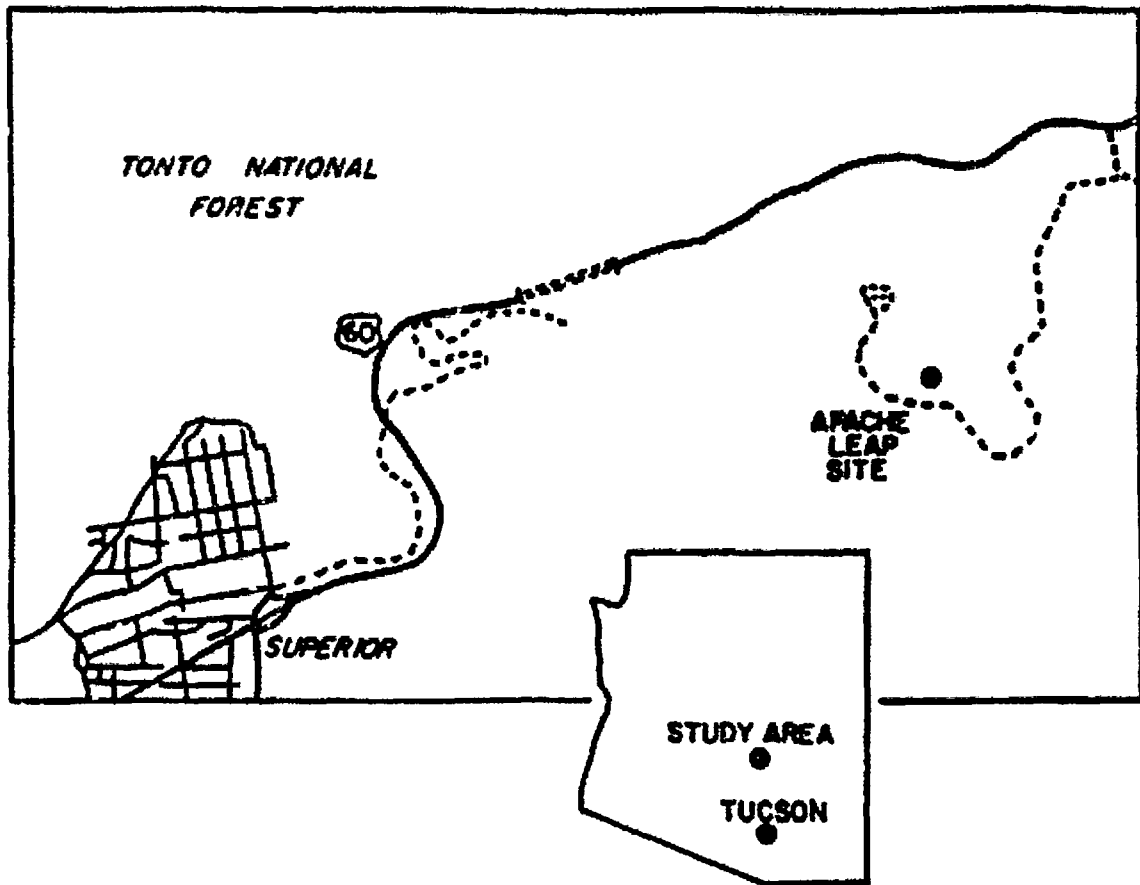 TONTO NATIONAL
FOREST
60
APACHE
LEAP
SITE
SUPERIOR
STUDY AREA
TUCSON